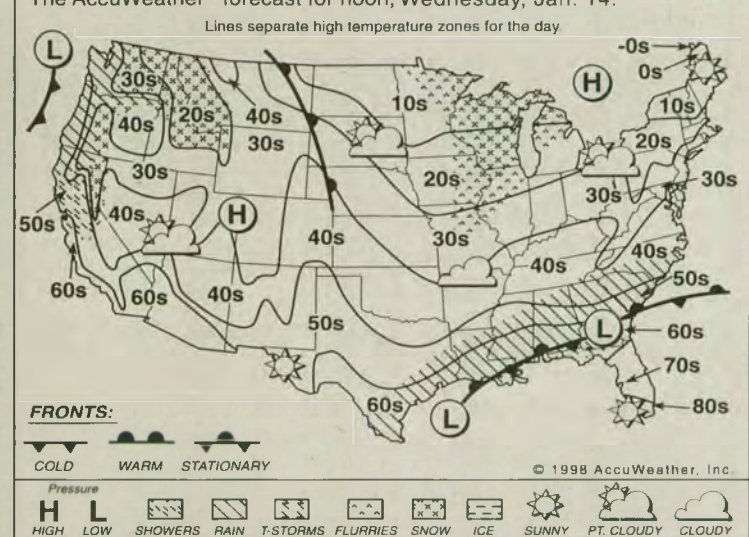 The AccuWeather forecast for noon, Wednesday, Jan. 14.
Lines separate high temperature zones for the day.
L
-0s
0s
30s
H
10s
10s
20s
40s
40s
20s
30s
30s
20s
30s
30s
50s
40s
H
40s
30s
40s
40s
50s
60s
60s
40s
50s
L
60s
70s
60s
L
80s
FRONTS:
COLD WARM STATIONARY
© 1998 AccuWeather, Inc.
Pressure
H L
HIGH LOW SHOWERS RAIN T-STORMS FLURRIES SNOW ICE SUNNY PT. CLOUDY CLOUDY